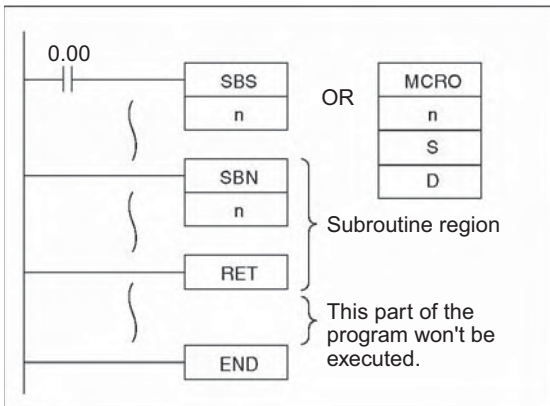 0.00
SBS
n
OR
MCRO
n
S
D
SBN
n
Subroutine region
RET
This part of the
program won't be
executed.
END